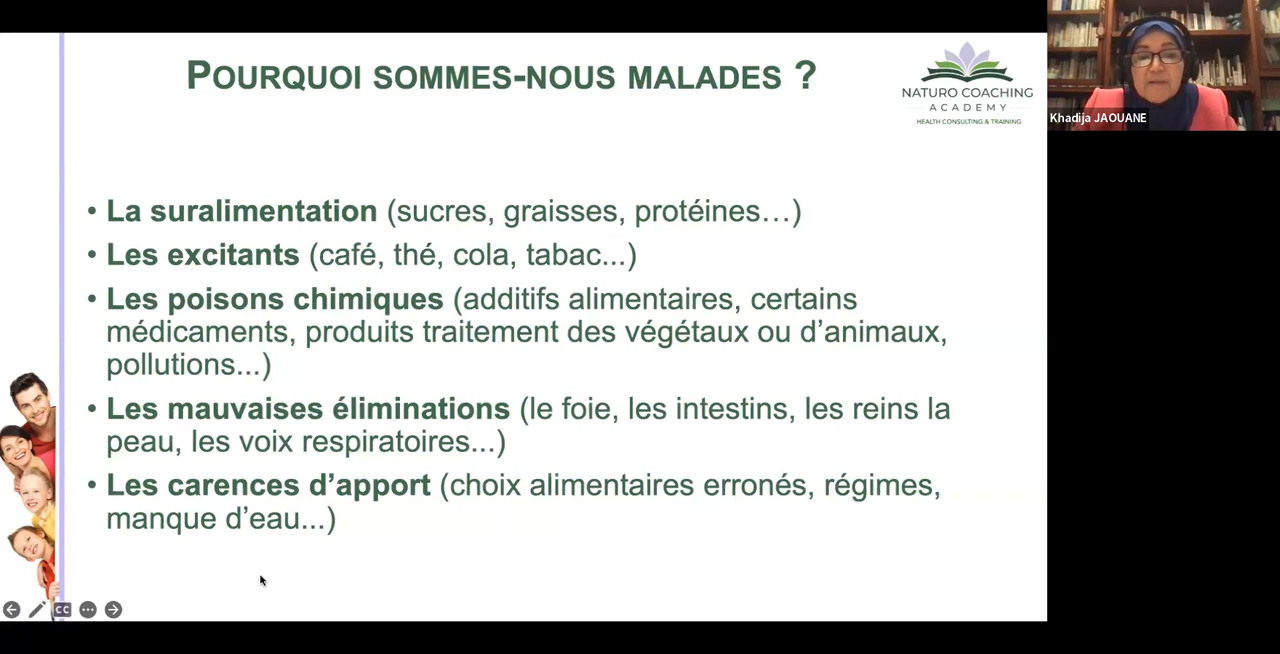 POURQUOI SOMMES-NOUS MALADES ?
NATURO COACHING
ACADEMY
HEALTH CONSULTING & TRAINING
Khadija JAOUANE
• La suralimentation (sucres, graisses, protéines…)
• Les excitants (café, thé, cola, tabac...)
• Les poisons chimiques (additifs alimentaires, certains
médicaments, produits traitement des végétaux ou d’animaux,
pollutions...)
• Les mauvaises éliminations (le foie, les intestins, les reins la
peau, les voix respiratoires...)
• Les carences d’apport (choix alimentaires erronés, régimes,
manque d’eau...)
CC